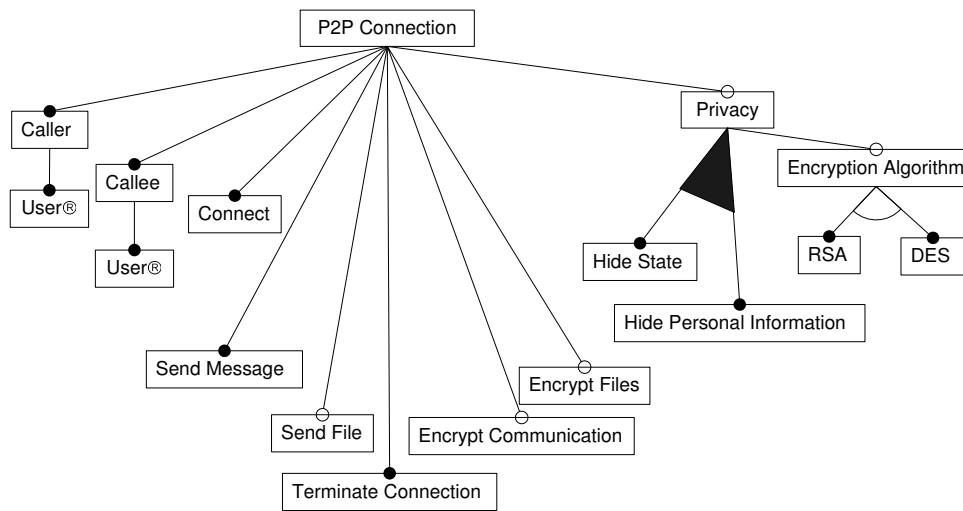 P2P Connection
Privacy
Caller
Encryption Algorithm
Callee
User®
Connect
RSA
DES
Hide State
User®
Hide Personal Information
Send Message
Encrypt Files
Send File
Encrypt Communication
Terminate Connection